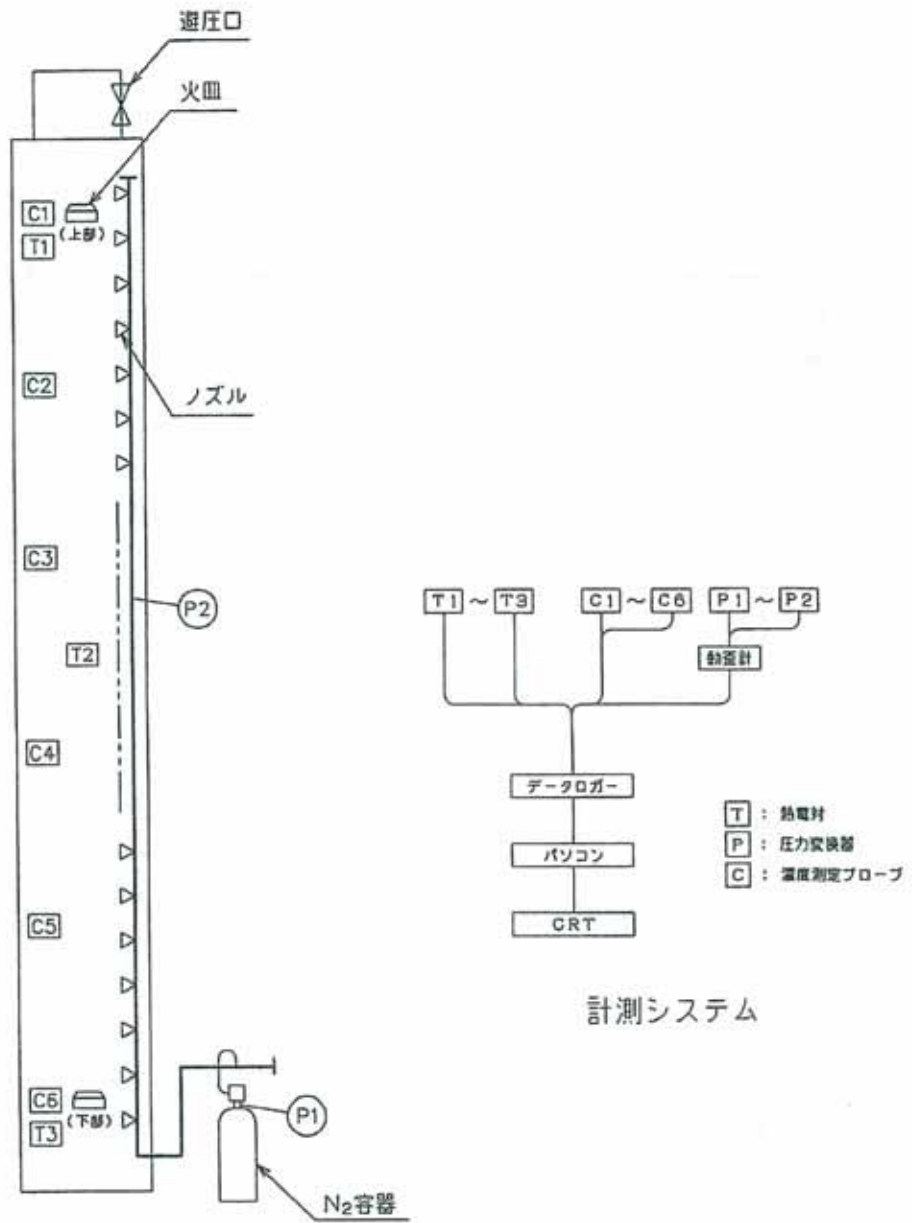 避圧口
火皿
C1
(上部)
T1
C2
ノズル
C3
P2
T2
C4
C5
C6
(下部)
T3
P1
N₂容器
T1 ～ T3
C1 ～ C6
P1 ～ P2
動歪計
データロガー
パソコン
CRT
T : 熱電対
P : 圧力変換器
C : 濃度測定プローブ
計測システム